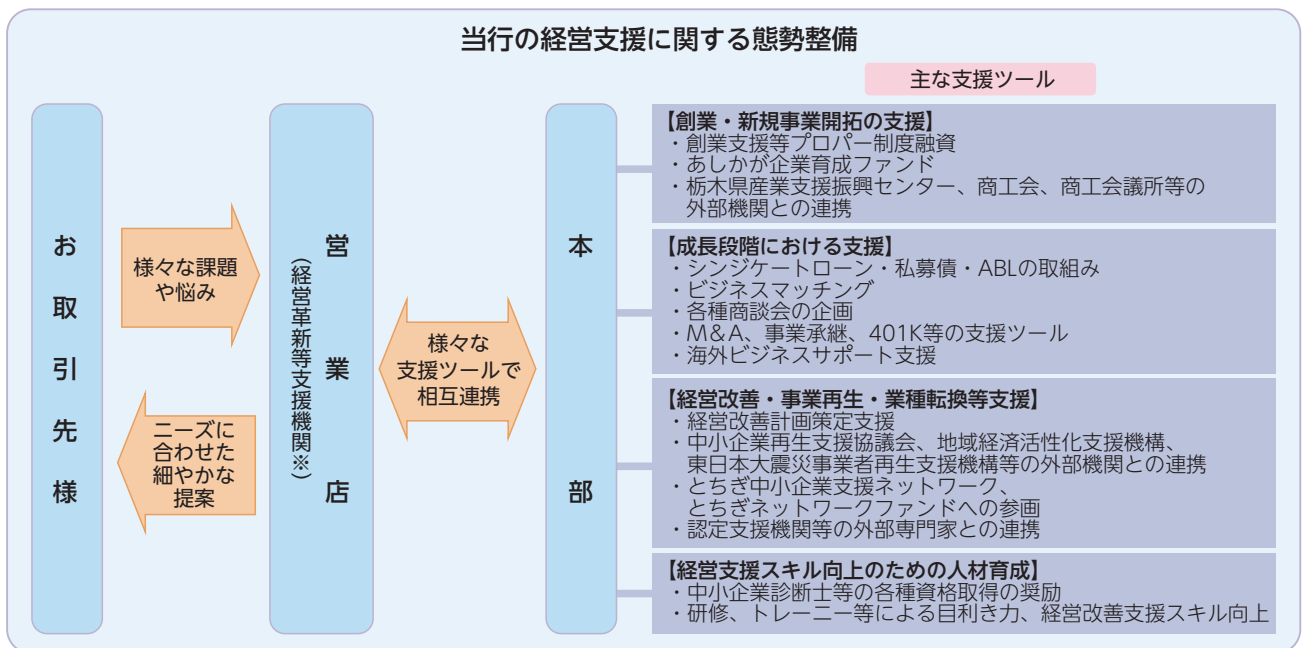 当行の経営支援に関する態勢整備
主な支援ツール
お取引先様
様々な課題
や悩み
ニーズに
合わせた
細やかな
提案
営業店
(経営革新等支援機関※)
様々な
支援ツールで
相互連携
本部
【創業・新規事業開拓の支援】
・創業支援等プロパー制度融資
・あしかが企業育成ファンド
・栃木県産業支援振興センター、商工会、商工会議所等の
外部機関との連携
【成長段階における支援】
・シンジケートローン・私募債・ABLの取組み
・ビジネスマッチング
・各種商談会の企画
・M&A、事業承継、401K等の支援ツール
・海外ビジネスサポート支援
【経営改善・事業再生・業種転換等支援】
・経営改善計画策定支援
・中小企業再生支援協議会、地域経済活性化支援機構、
東日本大震災事業者再生支援機構等の外部機関との連携
・とちぎ中小企業支援ネットワーク、
とちぎネットワークファンドへの参画
・認定支援機関等の外部専門家との連携
【経営支援スキル向上のための人材育成】
・中小企業診断士等の各種資格取得の奨励
・研修、トレーニー等による目利き力、経営改善支援スキル向上